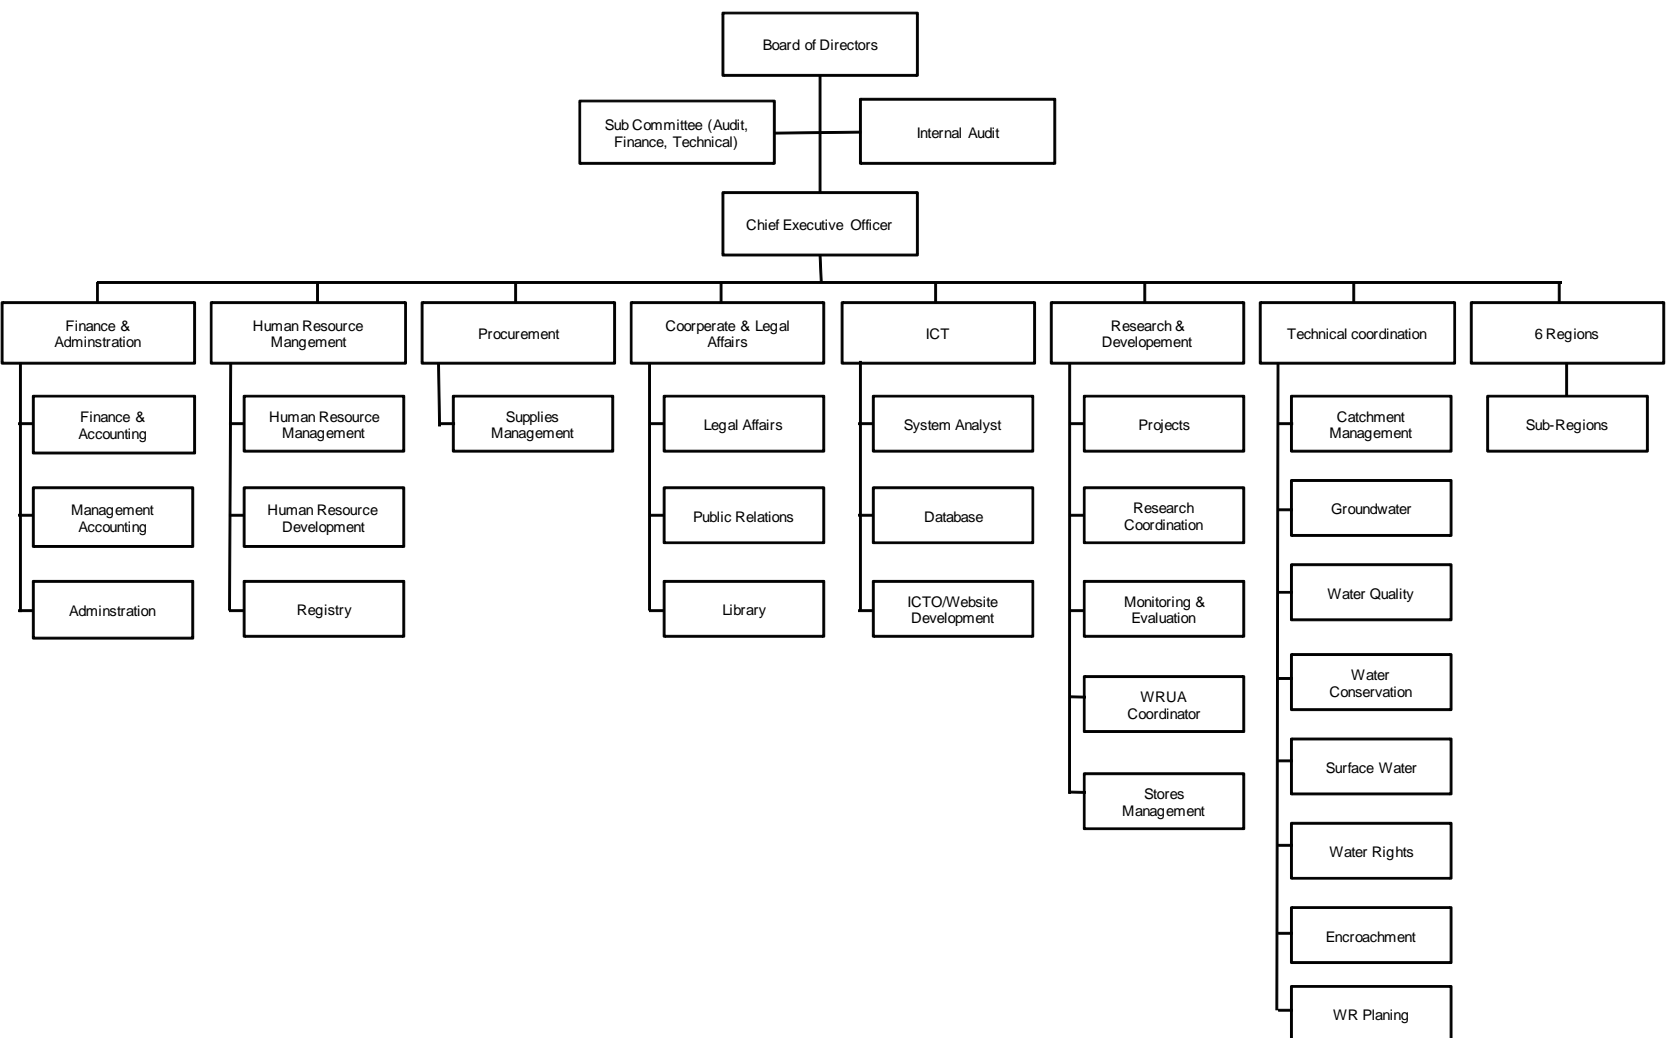 Board of Directors
Sub Committee (Audit,
Finance, Technical)
Internal Audit
Chief Executive Officer
Finance &
Adminstration
Human Resource
Mangement
Procurement
Coorperate & Legal
Affairs
ICT
Research &
Developement
Technical coordination
6 Regions
Finance &
Accounting
Management
Accounting
Adminstration
Human Resource
Management
Human Resource
Development
Registry
Supplies
Management
Legal Affairs
Public Relations
Library
System Analyst
Database
ICTO/Website
Development
Projects
Research
Coordination
Monitoring &
Evaluation
WRUA
Coordinator
Stores
Management
Catchment
Management
Groundwater
Water Quality
Water
Conservation
Surface Water
Water Rights
Encroachment
WR Planing
Sub-Regions